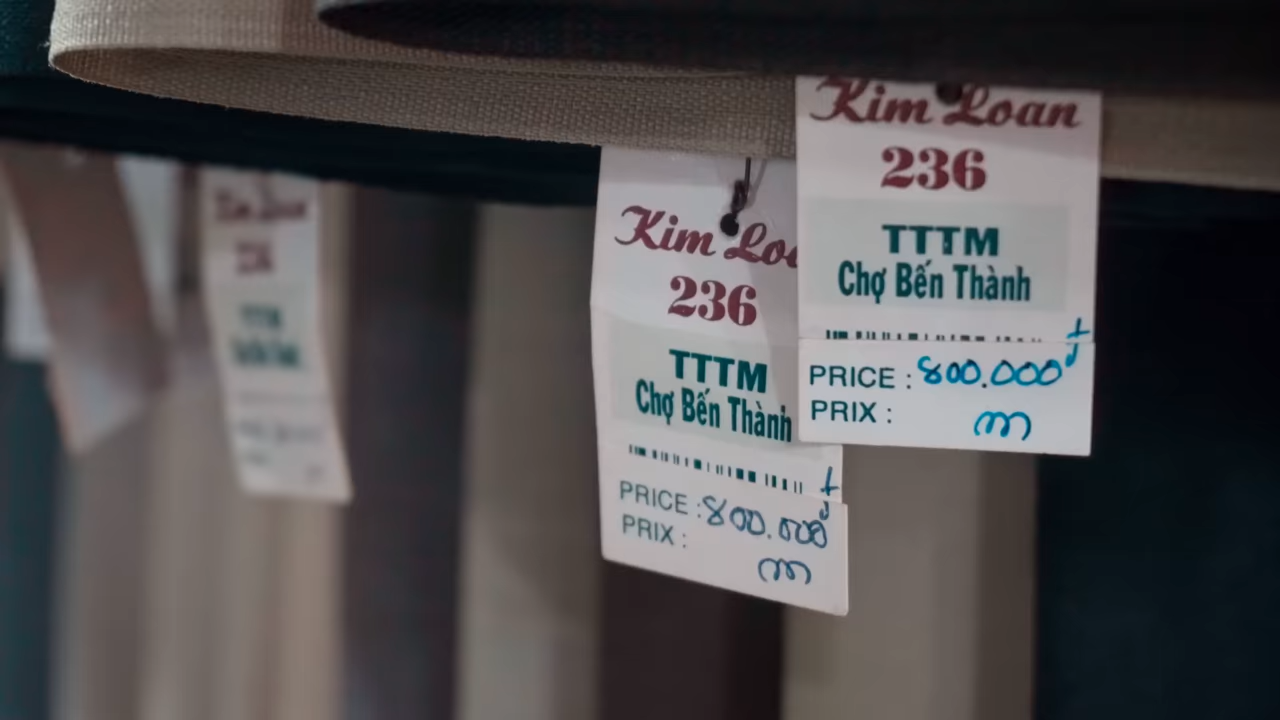 Kim Loan
236
TTTM
Chợ Bến Thành
PRICE : 800.000đ
PRIX : m
Kim
236
TTTM
Chợ Bến Thành
PRICE : 800.000đ
PRIX : m